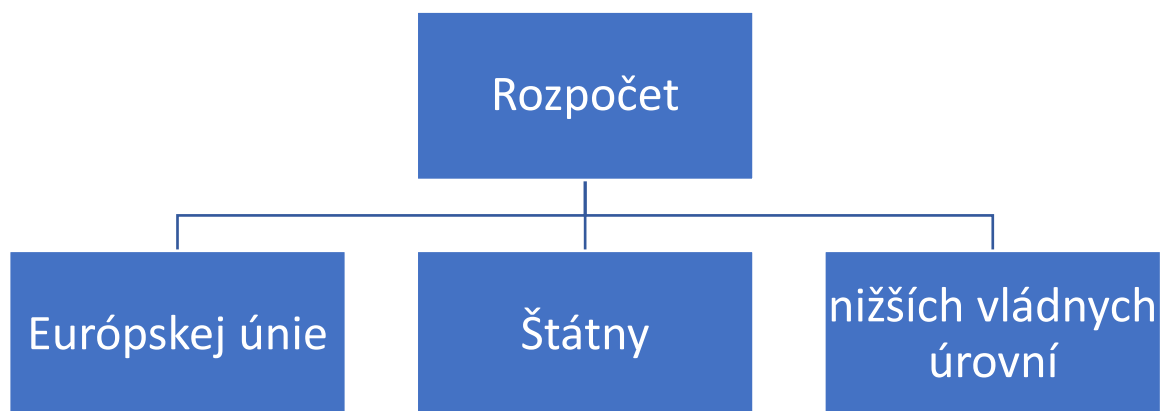 Rozpočet
Európskej únie
Štátny
nižších vládnych
úrovní